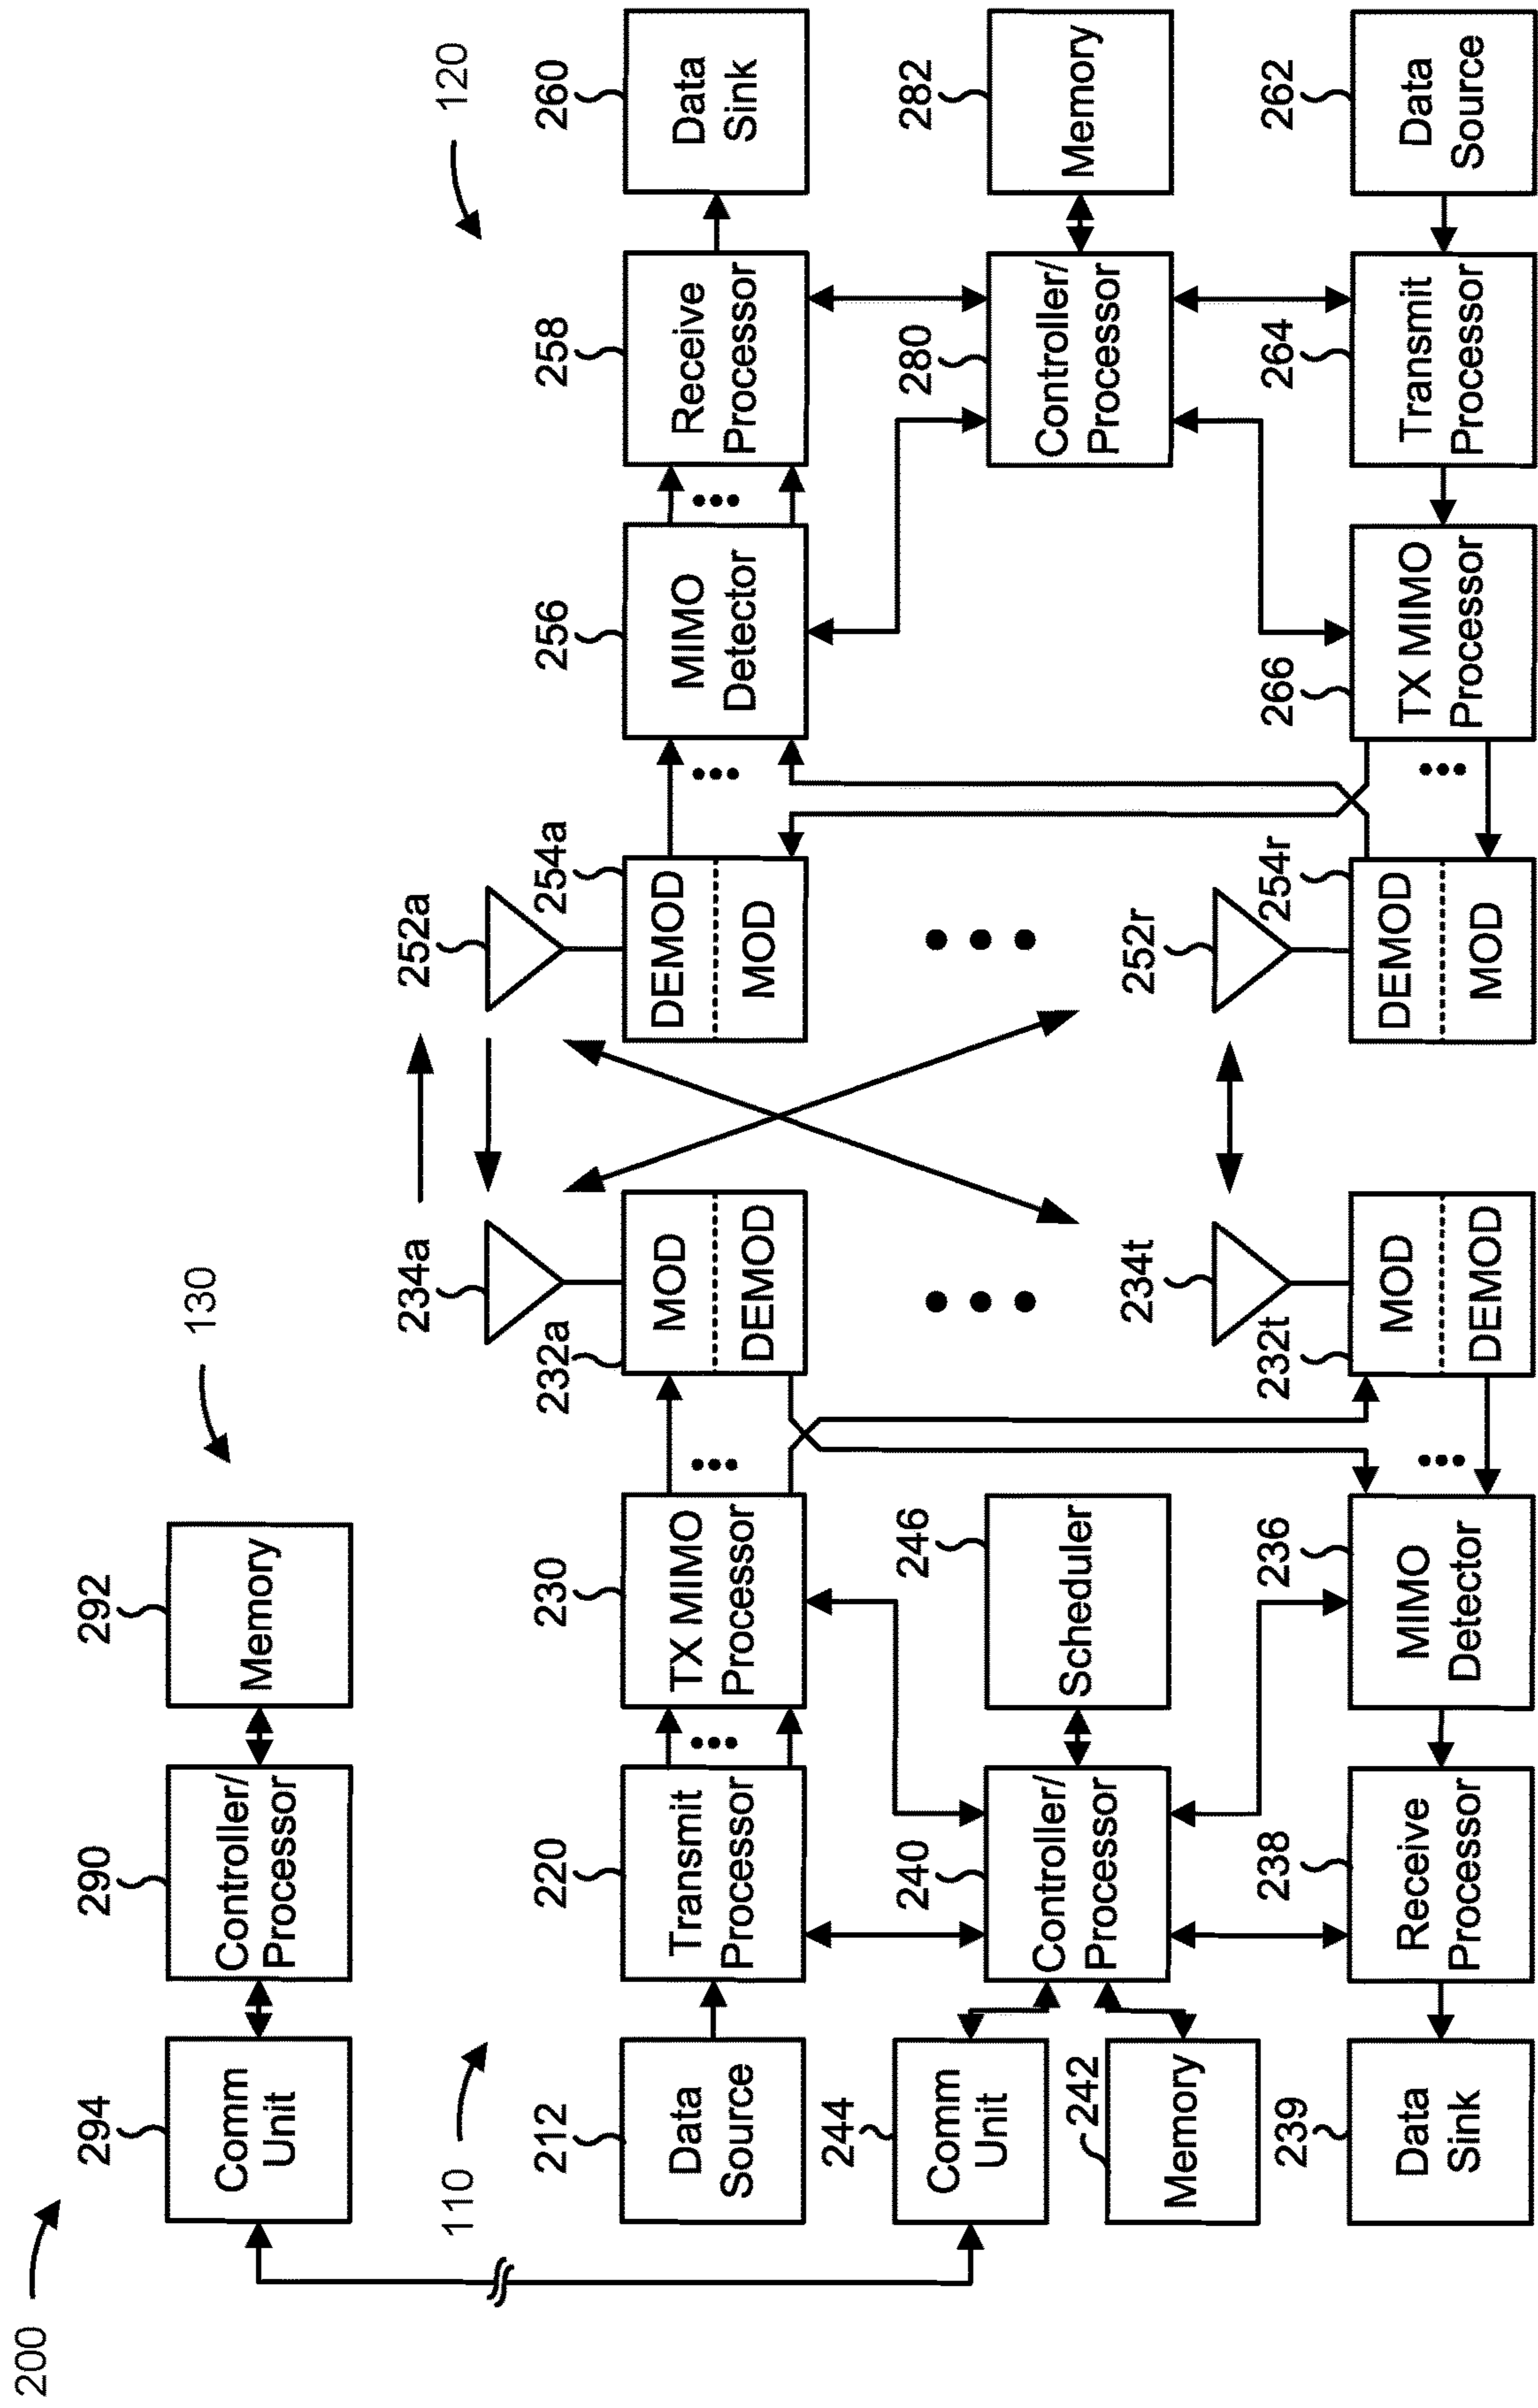 200
294
Comm
Unit
290
Controller/
Processor
292
Memory
130
110
212
Data
Source
220
Transmit
Processor
230
TX MIMO
Processor
232a
MOD
DEMOD
234a
252a
254a
DEMOD
MOD
256
MIMO
Detector
258
Receive
Processor
260
Data
Sink
120
244
Comm
Unit
242
Memory
240
Controller/
Processor
246
Scheduler
280
Controller/
Processor
282
Memory
239
Data
Sink
238
Receive
Processor
236
MIMO
Detector
232t
MOD
DEMOD
234t
252r
254r
DEMOD
MOD
266
TX MIMO
Processor
264
Transmit
Processor
262
Data
Source